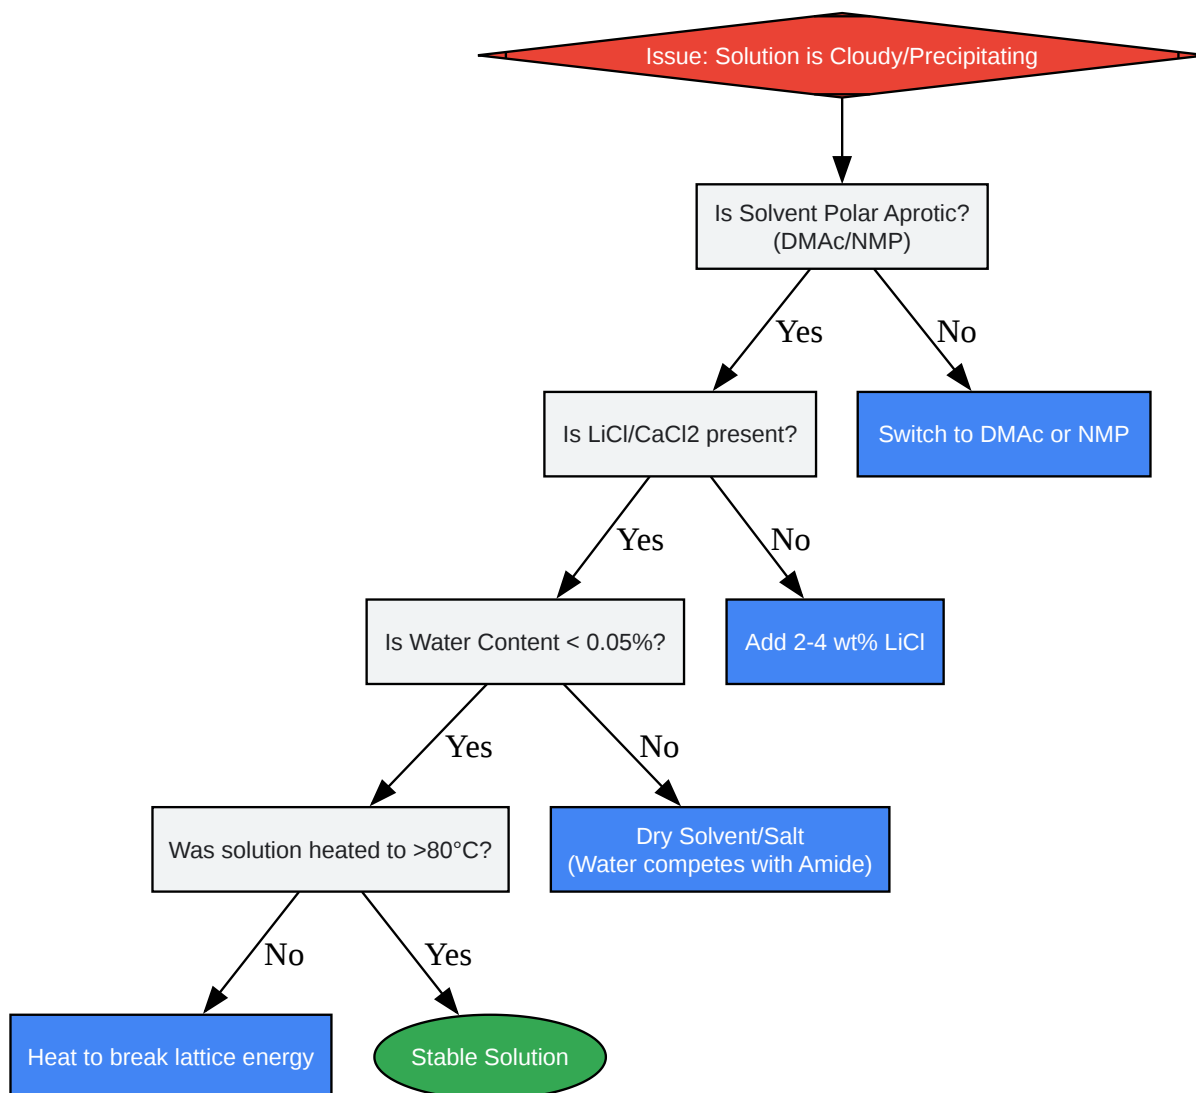 Issue: Solution is Cloudy/Precipitating
Is Solvent Polar Aprotic?
(DMAc/NMP)
Yes
No
Is LiCl/CaCl2 present?
Switch to DMAc or NMP
Yes
No
Is Water Content < 0.05%?
Add 2-4 wt% LiCl
Yes
No
Was solution heated to >80°C?
Dry Solvent/Salt
(Water competes with Amide)
No
Yes
Heat to break lattice energy
Stable Solution